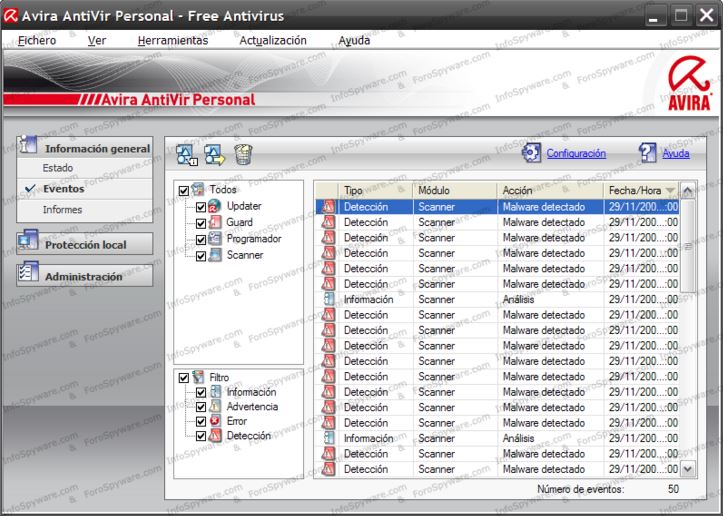 Avira AntiVir Personal - Free Antivirus
Fichero Ver Herramientas Actualización Ayuda
Avira AntiVir Personal
AVIRA
Información general
Estado
Eventos
Informes
Protección local
Administración
Configuración Ayuda
Todos
Updater
Guard
Programador
Scanner
Filtro
Información
Advertencia
Error
Detección
Tipo Módulo Acción Fecha/Hora
Detección Scanner Malware detectado 29/11/200...:00
Detección Scanner Malware detectado 29/11/200...:00
Detección Scanner Malware detectado 29/11/200...:00
Detección Scanner Malware detectado 29/11/200...:00
Detección Scanner Malware detectado 29/11/200...:00
Detección Scanner Malware detectado 29/11/200...:00
Información Scanner Análisis 29/11/200...:00
Detección Scanner Malware detectado 29/11/200...:00
Detección Scanner Malware detectado 29/11/200...:00
Detección Scanner Malware detectado 29/11/200...:00
Detección Scanner Malware detectado 29/11/200...:00
Detección Scanner Malware detectado 29/11/200...:00
Detección Scanner Malware detectado 29/11/200...:00
Detección Scanner Malware detectado 29/11/200...:00
Detección Scanner Malware detectado 29/11/200...:00
Información Scanner Análisis 29/11/200...:00
Detección Scanner Malware detectado 29/11/200...:00
Detección Scanner Malware detectado 29/11/200...:00
Número de eventos: 50
InfoSpyware.com & ForoSpyware.com